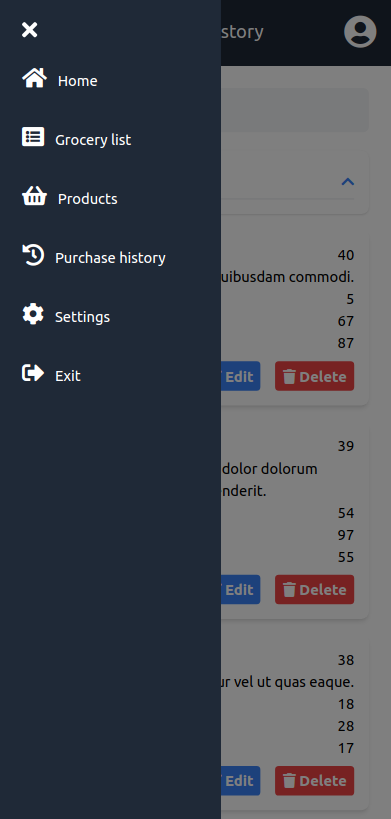 story
Home
Grocery list
Products
Purchase history
Settings
Exit
40
uibusdam commodi.
5
67
87
Edit Delete
39
dolor dolorum
nderit.
54
97
55
Edit Delete
38
ur vel ut quas eaque.
18
28
17
Edit Delete